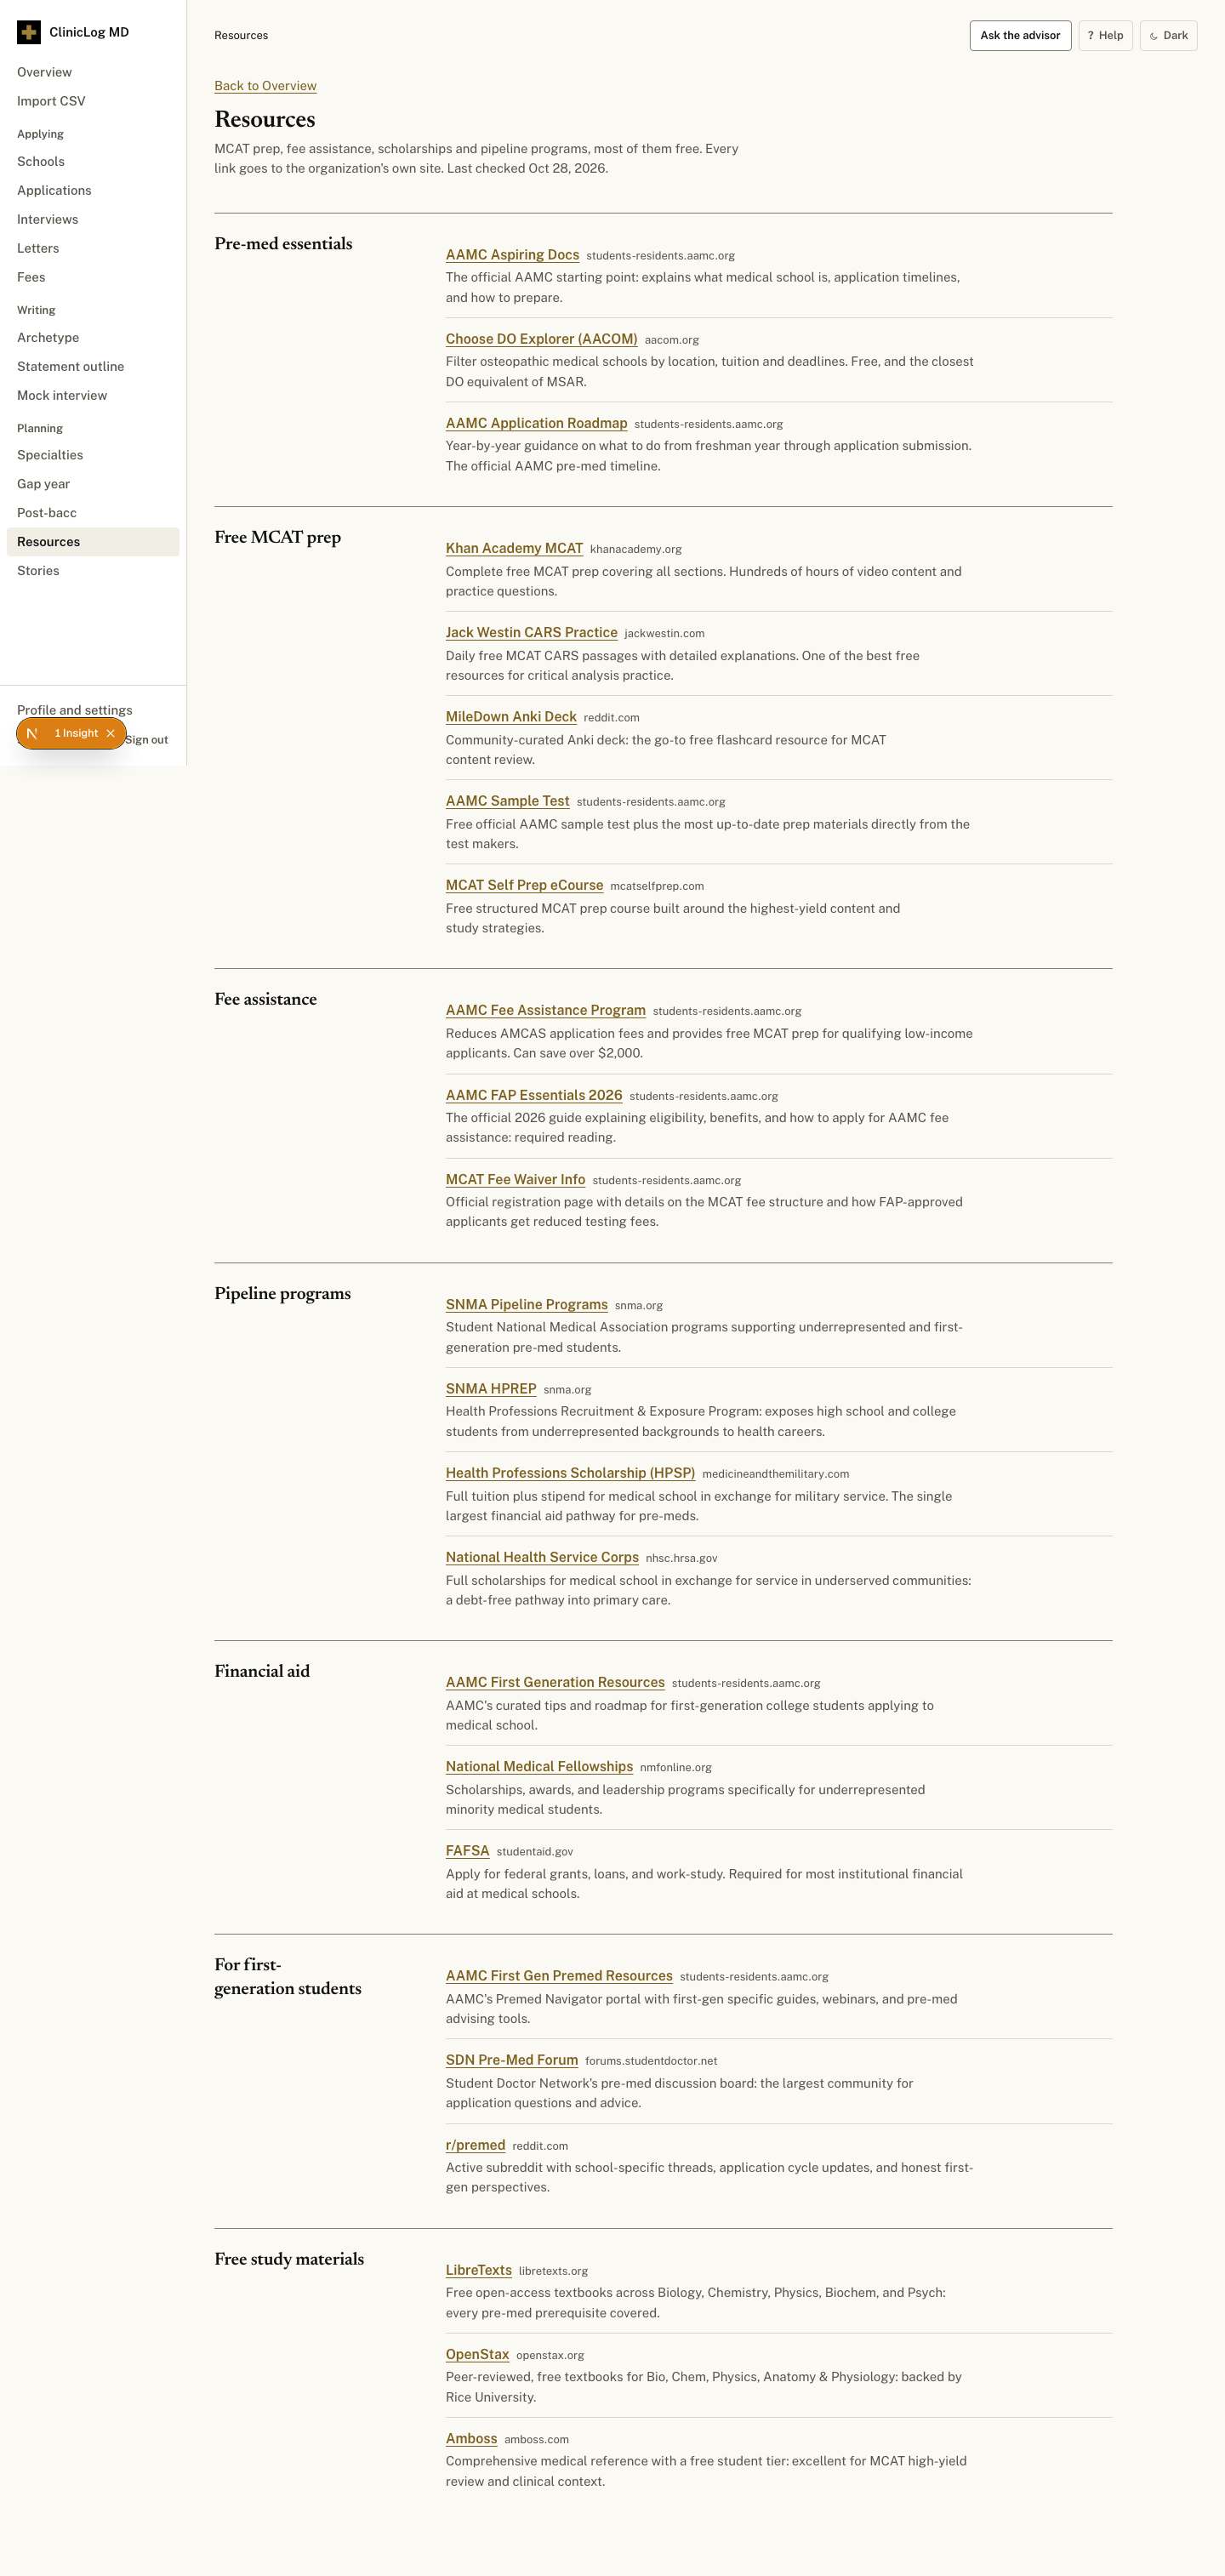 ClinicLog MD
Overview
Import CSV
Applying
Schools
Applications
Interviews
Letters
Fees
Writing
Archetype
Statement outline
Mock interview
Planning
Specialties
Gap year
Post-bacc
Resources
Stories
Profile and settings
1 Insight
Sign out
Resources
Ask the advisor
? Help
Dark
Back to Overview
Resources
MCAT prep, fee assistance, scholarships and pipeline programs, most of them free. Every
link goes to the organization's own site. Last checked Oct 28, 2026.
Pre-med essentials
AAMC Aspiring Docs students-residents.aamc.org
The official AAMC starting point: explains what medical school is, application timelines,
and how to prepare.
Choose DO Explorer (AACOM) aacom.org
Filter osteopathic medical schools by location, tuition and deadlines. Free, and the closest
DO equivalent of MSAR.
AAMC Application Roadmap students-residents.aamc.org
Year-by-year guidance on what to do from freshman year through application submission.
The official AAMC pre-med timeline.
Free MCAT prep
Khan Academy MCAT khanacademy.org
Complete free MCAT prep covering all sections. Hundreds of hours of video content and
practice questions.
Jack Westin CARS Practice jackwestin.com
Daily free MCAT CARS passages with detailed explanations. One of the best free
resources for critical analysis practice.
MileDown Anki Deck reddit.com
Community-curated Anki deck: the go-to free flashcard resource for MCAT
content review.
AAMC Sample Test students-residents.aamc.org
Free official AAMC sample test plus the most up-to-date prep materials directly from the
test makers.
MCAT Self Prep eCourse mcatselfprep.com
Free structured MCAT prep course built around the highest-yield content and
study strategies.
Fee assistance
AAMC Fee Assistance Program students-residents.aamc.org
Reduces AMCAS application fees and provides free MCAT prep for qualifying low-income
applicants. Can save over $2,000.
AAMC FAP Essentials 2026 students-residents.aamc.org
The official 2026 guide explaining eligibility, benefits, and how to apply for AAMC fee
assistance: required reading.
MCAT Fee Waiver Info students-residents.aamc.org
Official registration page with details on the MCAT fee structure and how FAP-approved
applicants get reduced testing fees.
Pipeline programs
SNMA Pipeline Programs snma.org
Student National Medical Association programs supporting underrepresented and first-
generation pre-med students.
SNMA HPREP snma.org
Health Professions Recruitment & Exposure Program: exposes high school and college
students from underrepresented backgrounds to health careers.
Health Professions Scholarship (HPSP) medicineandthemilitary.com
Full tuition plus stipend for medical school in exchange for military service. The single
largest financial aid pathway for pre-meds.
National Health Service Corps nhsc.hrsa.gov
Full scholarships for medical school in exchange for service in underserved communities:
a debt-free pathway into primary care.
Financial aid
AAMC First Generation Resources students-residents.aamc.org
AAMC's curated tips and roadmap for first-generation college students applying to
medical school.
National Medical Fellowships nmfonline.org
Scholarships, awards, and leadership programs specifically for underrepresented
minority medical students.
FAFSA studentaid.gov
Apply for federal grants, loans, and work-study. Required for most institutional financial
aid at medical schools.
For first-
generation students
AAMC First Gen Premed Resources students-residents.aamc.org
AAMC's Premed Navigator portal with first-gen specific guides, webinars, and pre-med
advising tools.
SDN Pre-Med Forum forums.studentdoctor.net
Student Doctor Network's pre-med discussion board: the largest community for
application questions and advice.
r/premed reddit.com
Active subreddit with school-specific threads, application cycle updates, and honest first-
gen perspectives.
Free study materials
LibreTexts libretexts.org
Free open-access textbooks across Biology, Chemistry, Physics, Biochem, and Psych:
every pre-med prerequisite covered.
OpenStax openstax.org
Peer-reviewed, free textbooks for Bio, Chem, Physics, Anatomy & Physiology: backed by
Rice University.
Amboss amboss.com
Comprehensive medical reference with a free student tier: excellent for MCAT high-yield
review and clinical context.